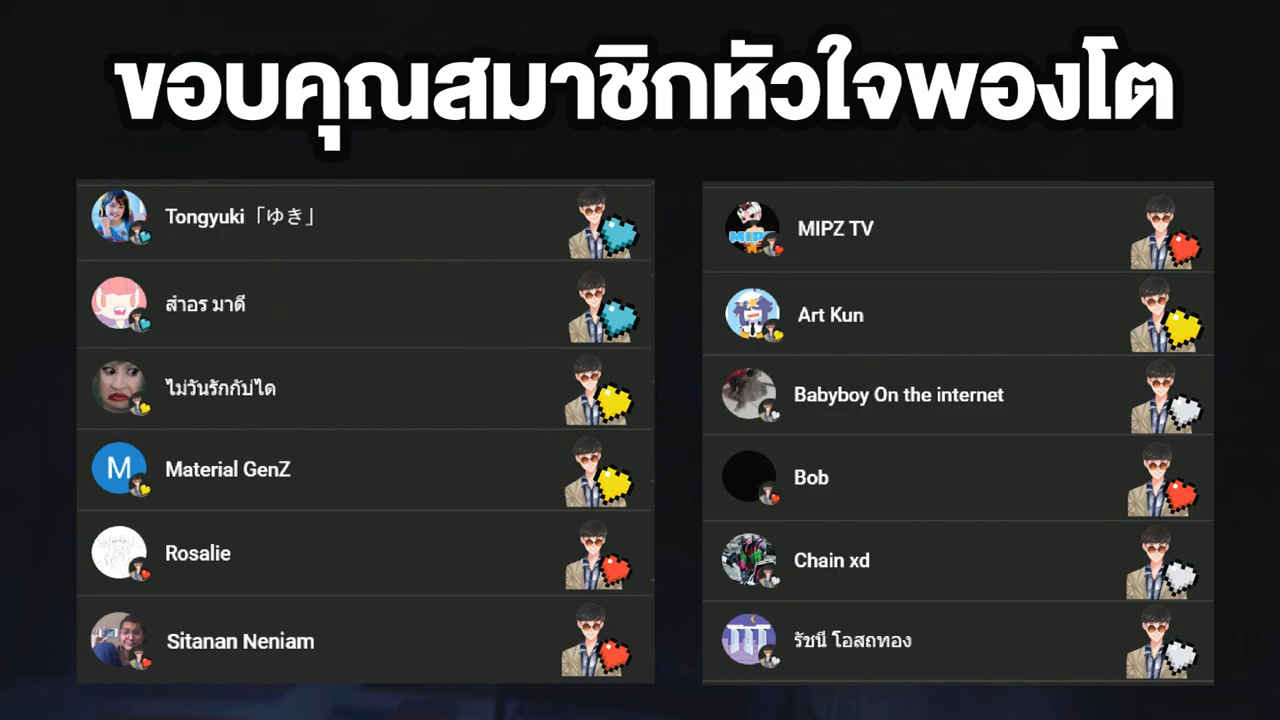 ขอบคุณสมาชิกหัวใจพองโต
Tongyuki「ゆき」
สำอร มาดี
ไม่วันรักกับได
M
Material GenZ
Rosalie
Sitanan Neniam
MIPZ TV
Art Kun
Babyboy On the internet
Bob
Chain xd
รัชนี โอสถทอง